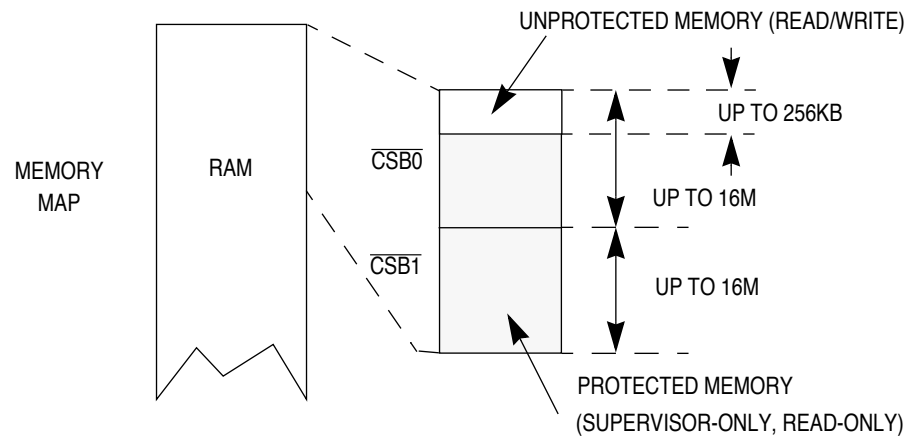 UNPROTECTED MEMORY (READ/WRITE)
UP TO 256KB
CSB0
MEMORY
MAP
RAM
UP TO 16M
CSB1
UP TO 16M
PROTECTED MEMORY
(SUPERVISOR-ONLY, READ-ONLY)